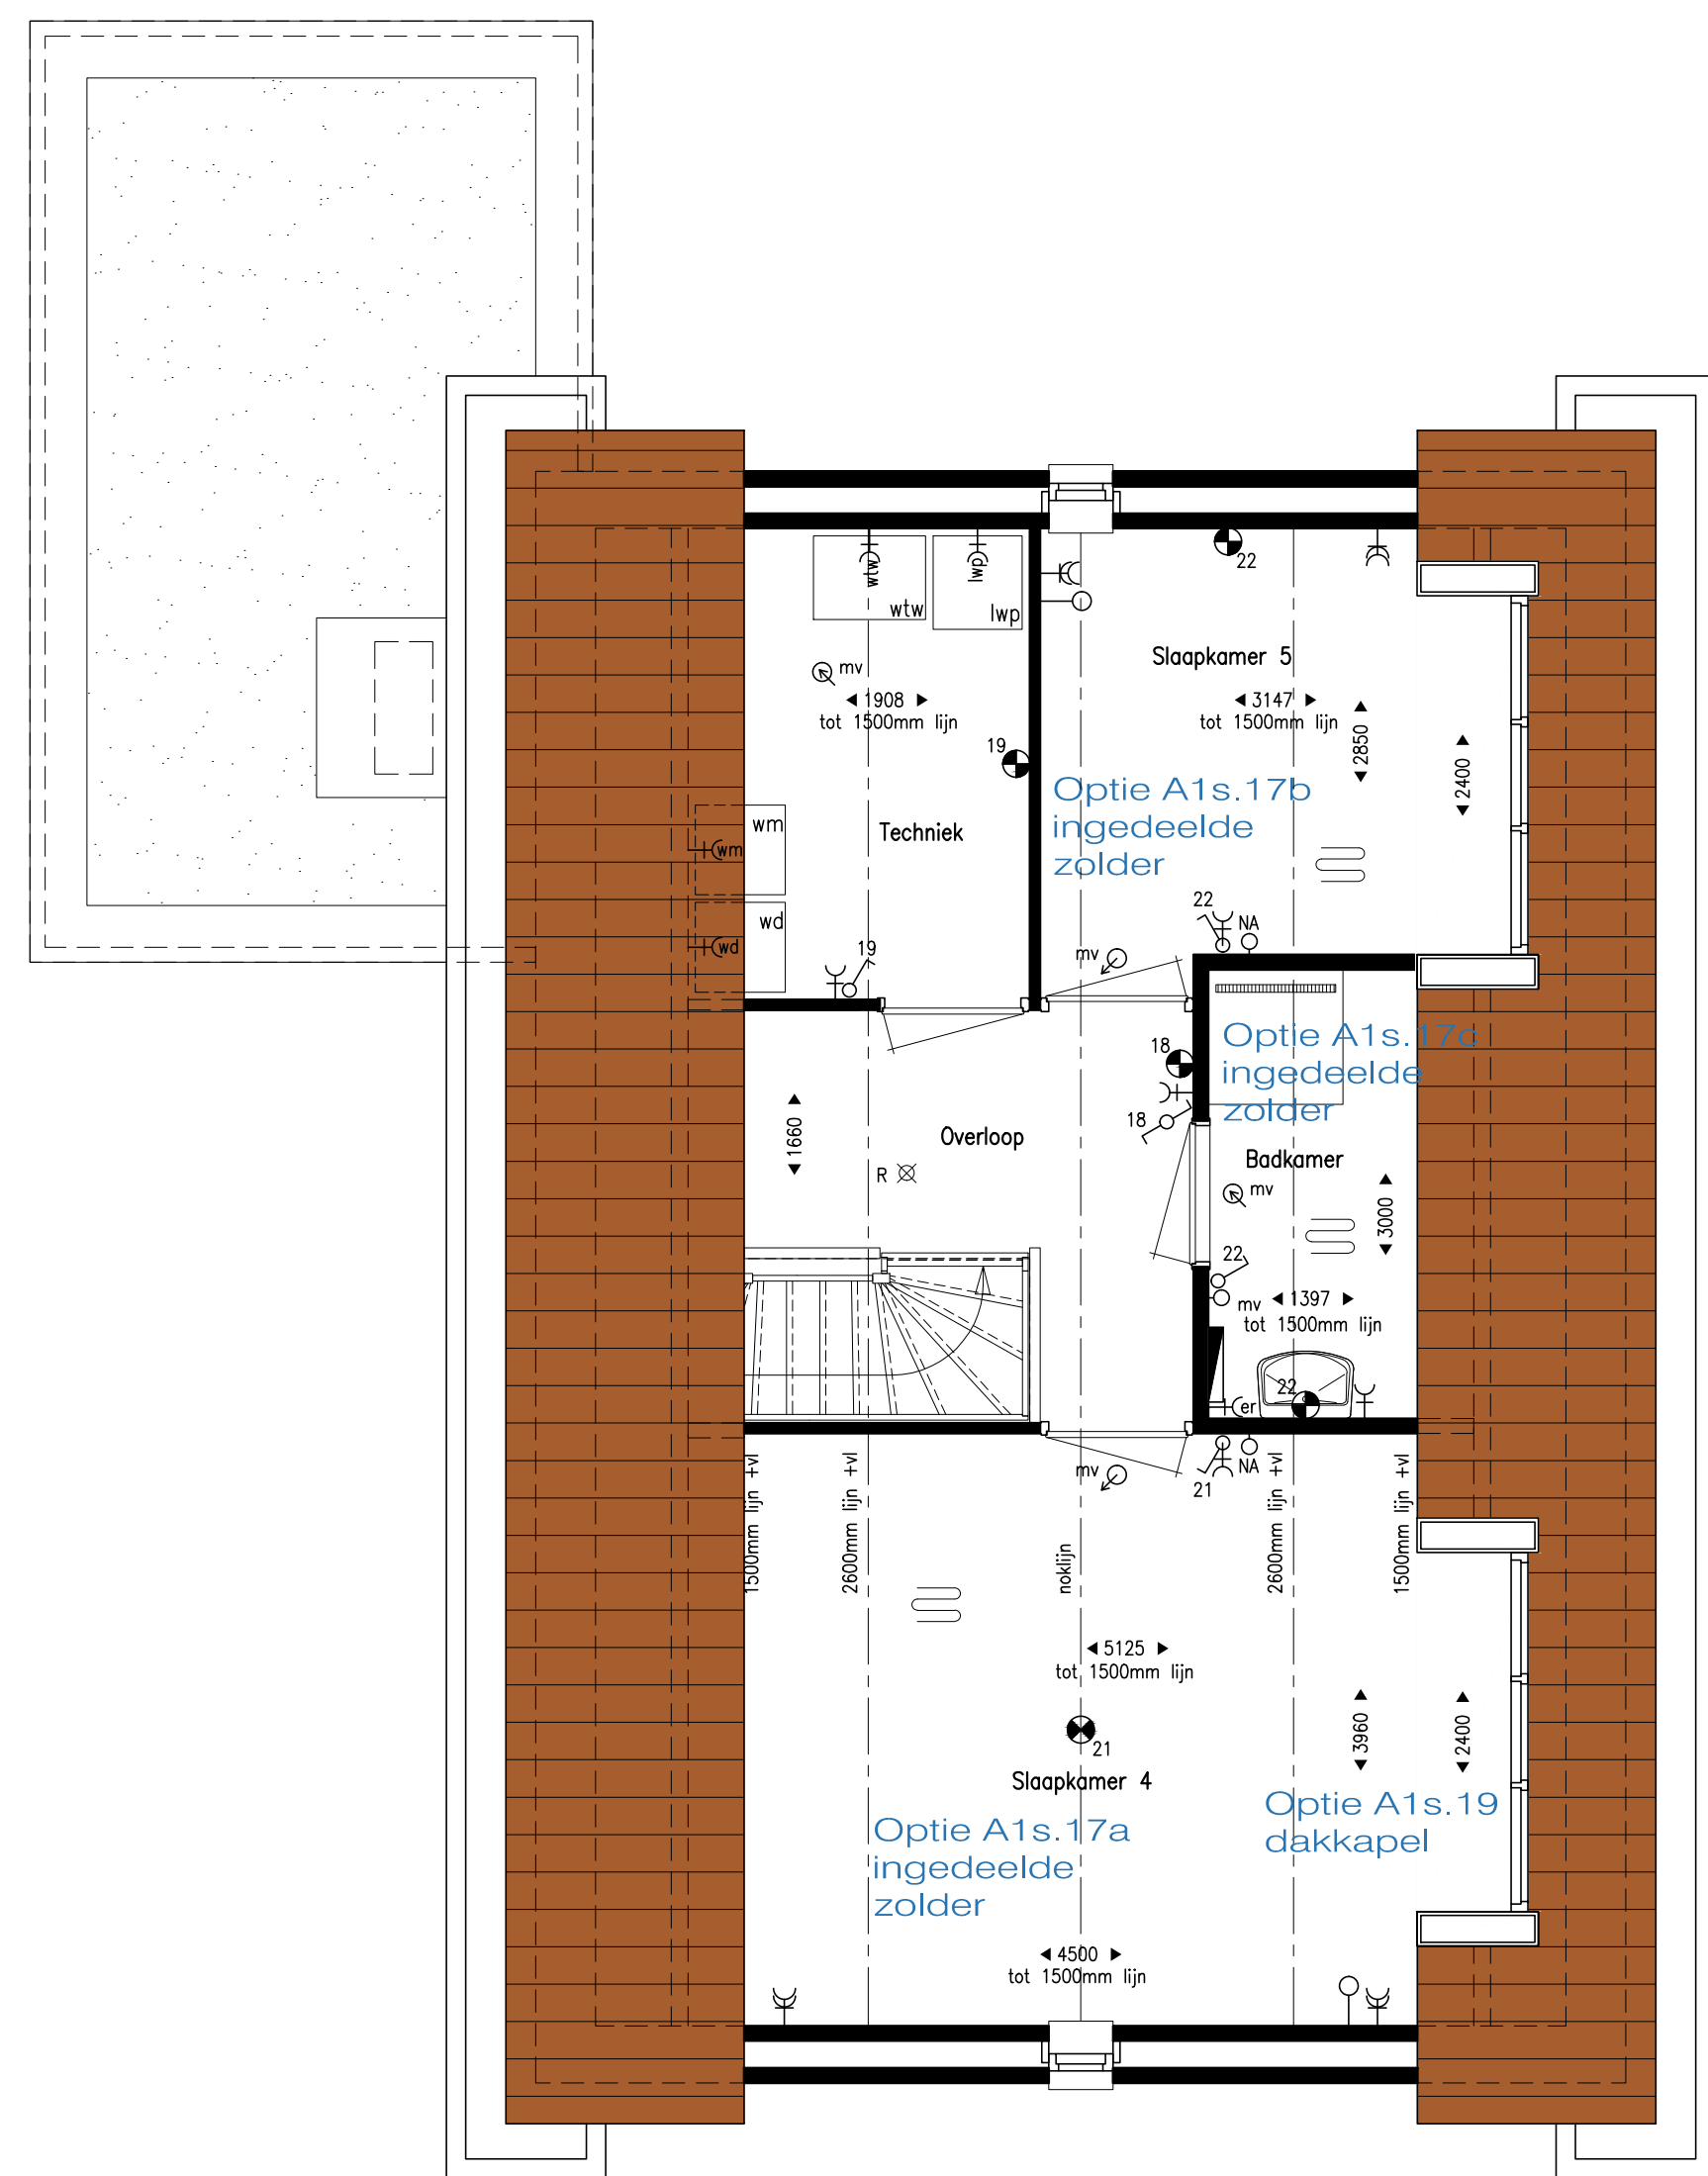 wtw
lwp
wtw
lwp
22
mv
◄ 1908 ►
tot 1500mm lijn
Slaapkamer 5
◄ 3147 ►
tot 1500mm lijn
◄ 2850 ►
◄ 2400 ►
19
Optie A1s.17b
ingedeelde
zolder
wm
wm
Techniek
wd
wd
19
22
NA
mv
18
Optie A1s.17c
ingedeelde
zolder
18
◄ 1660 ►
Overloop
R
Badkamer
mv
◄ 3000 ►
22
mv
◄ 1397 ►
tot 1500mm lijn
22
er
mv
21
NA
1500mm lijn +vl
2600mm lijn +vl
noklijn
2600mm lijn +vl
1500mm lijn +vl
◄ 5125 ►
tot 1500mm lijn
◄ 3960 ►
◄ 2400 ►
21
Slaapkamer 4
Optie A1s.19
dakkapel
Optie A1s.17a
ingedeelde
zolder
◄ 4500 ►
tot 1500mm lijn